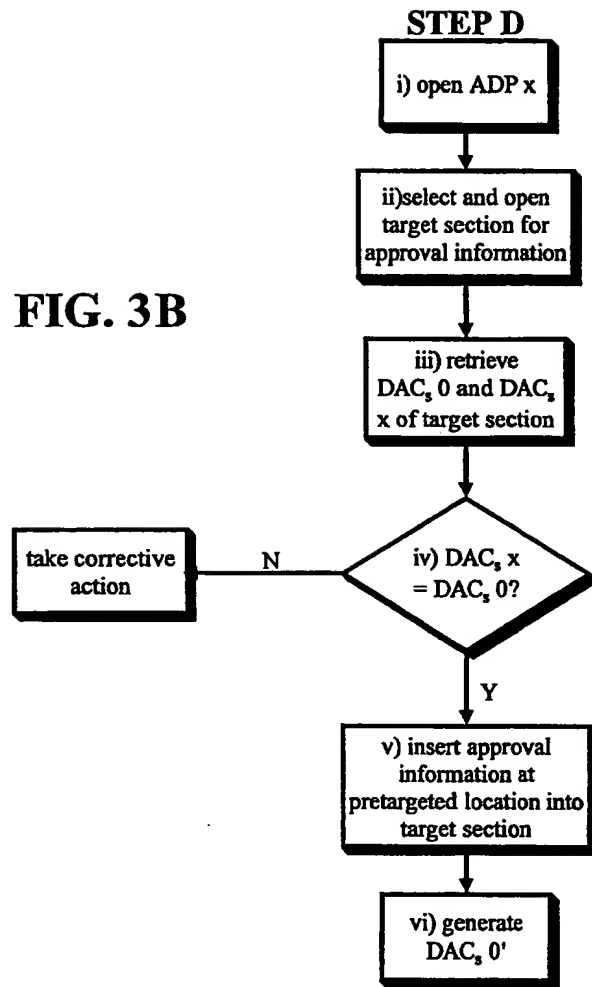 STEP D
i) open ADP x
ii)select and open
target section for
approval information
FIG. 3B
iii) retrieve
DACₛ 0 and DACₛ
x of target section
take corrective
action
N
iv) DACₛ x
= DACₛ 0?
Y
v) insert approval
information at
pretargeted location into
target section
vi) generate
DACₛ 0'